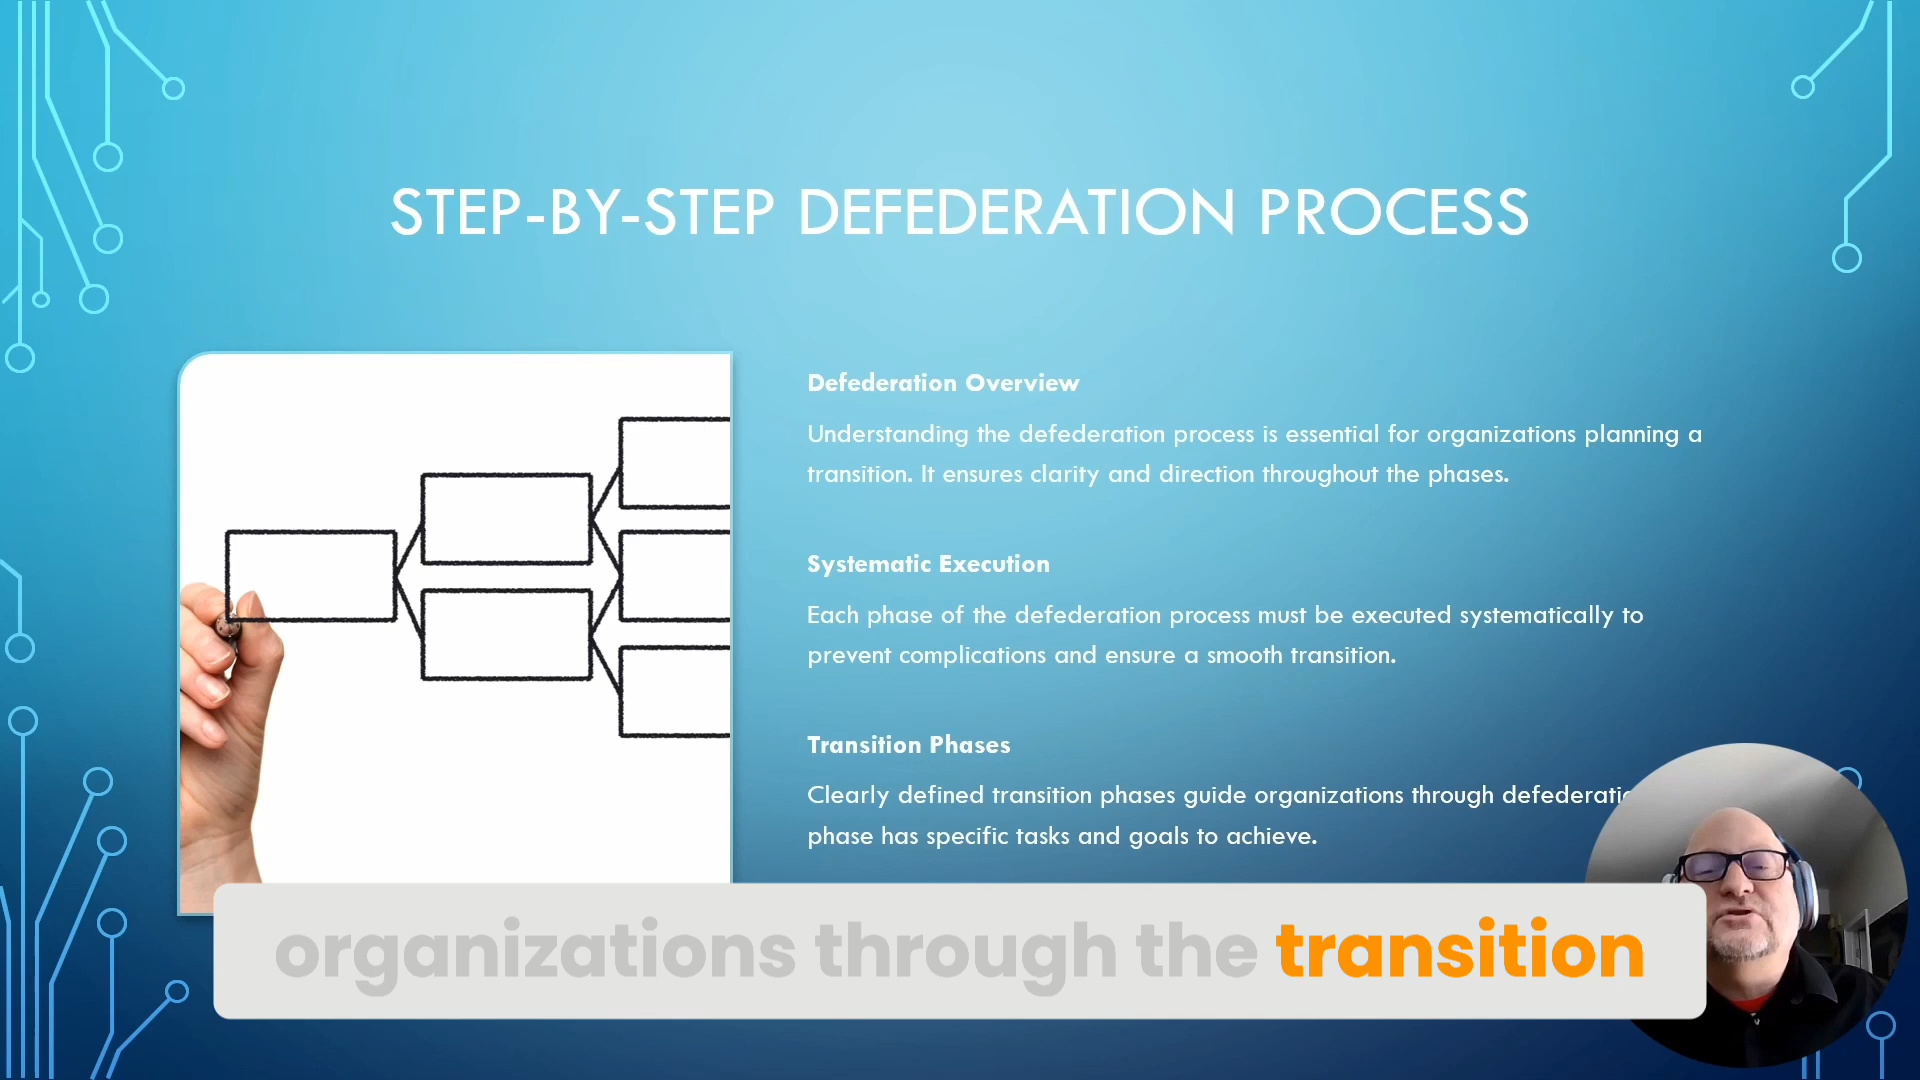 STEP-BY-STEP DEFEDERATION PROCESS
Defederation Overview
Understanding the defederation process is essential for organizations planning a
transition. It ensures clarity and direction throughout the phases.
Systematic Execution
Each phase of the defederation process must be executed systematically to
prevent complications and ensure a smooth transition.
Transition Phases
Clearly defined transition phases guide organizations through
phase has specific tasks and goals to achieve.
organizations through the transition